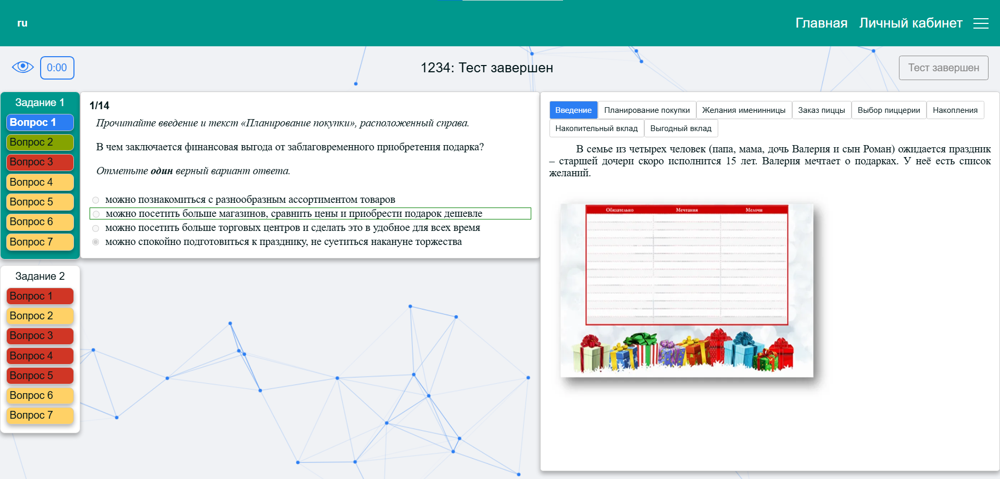 ru
Главная Личный кабинет
0:00
1234: Тест завершен
Тест завершен
Задание 1
Вопрос 1
Вопрос 2
Вопрос 3
Вопрос 4
Вопрос 5
Вопрос 6
Вопрос 7
Задание 2
Вопрос 1
Вопрос 2
Вопрос 3
Вопрос 4
Вопрос 5
Вопрос 6
Вопрос 7
1/14
Прочитайте введение и текст «Планирование покупки», расположенный справа.
В чем заключается финансовая выгода от заблаговременного приобретения подарка?
Отметьте один верный вариант ответа.
можно познакомиться с разнообразным ассортиментом товаров
можно посетить больше магазинов, сравнить цены и приобрести подарок дешевле
можно посетить больше торговых центров и сделать это в удобное для всех время
можно спокойно подготовиться к празднику, не суетиться накануне торжества
Введение Планирование покупки Желания именинницы Заказ пиццы Выбор пиццерии Накопления
Накопительный вклад Выгодный вклад
В семье из четырех человек (папа, мама, дочь Валерия и сын Роман) ожидается праздник
– старшей дочери скоро исполнится 15 лет. Валерия мечтает о подарках. У неё есть список
желаний.
Обязательно Мечтания Мелочи